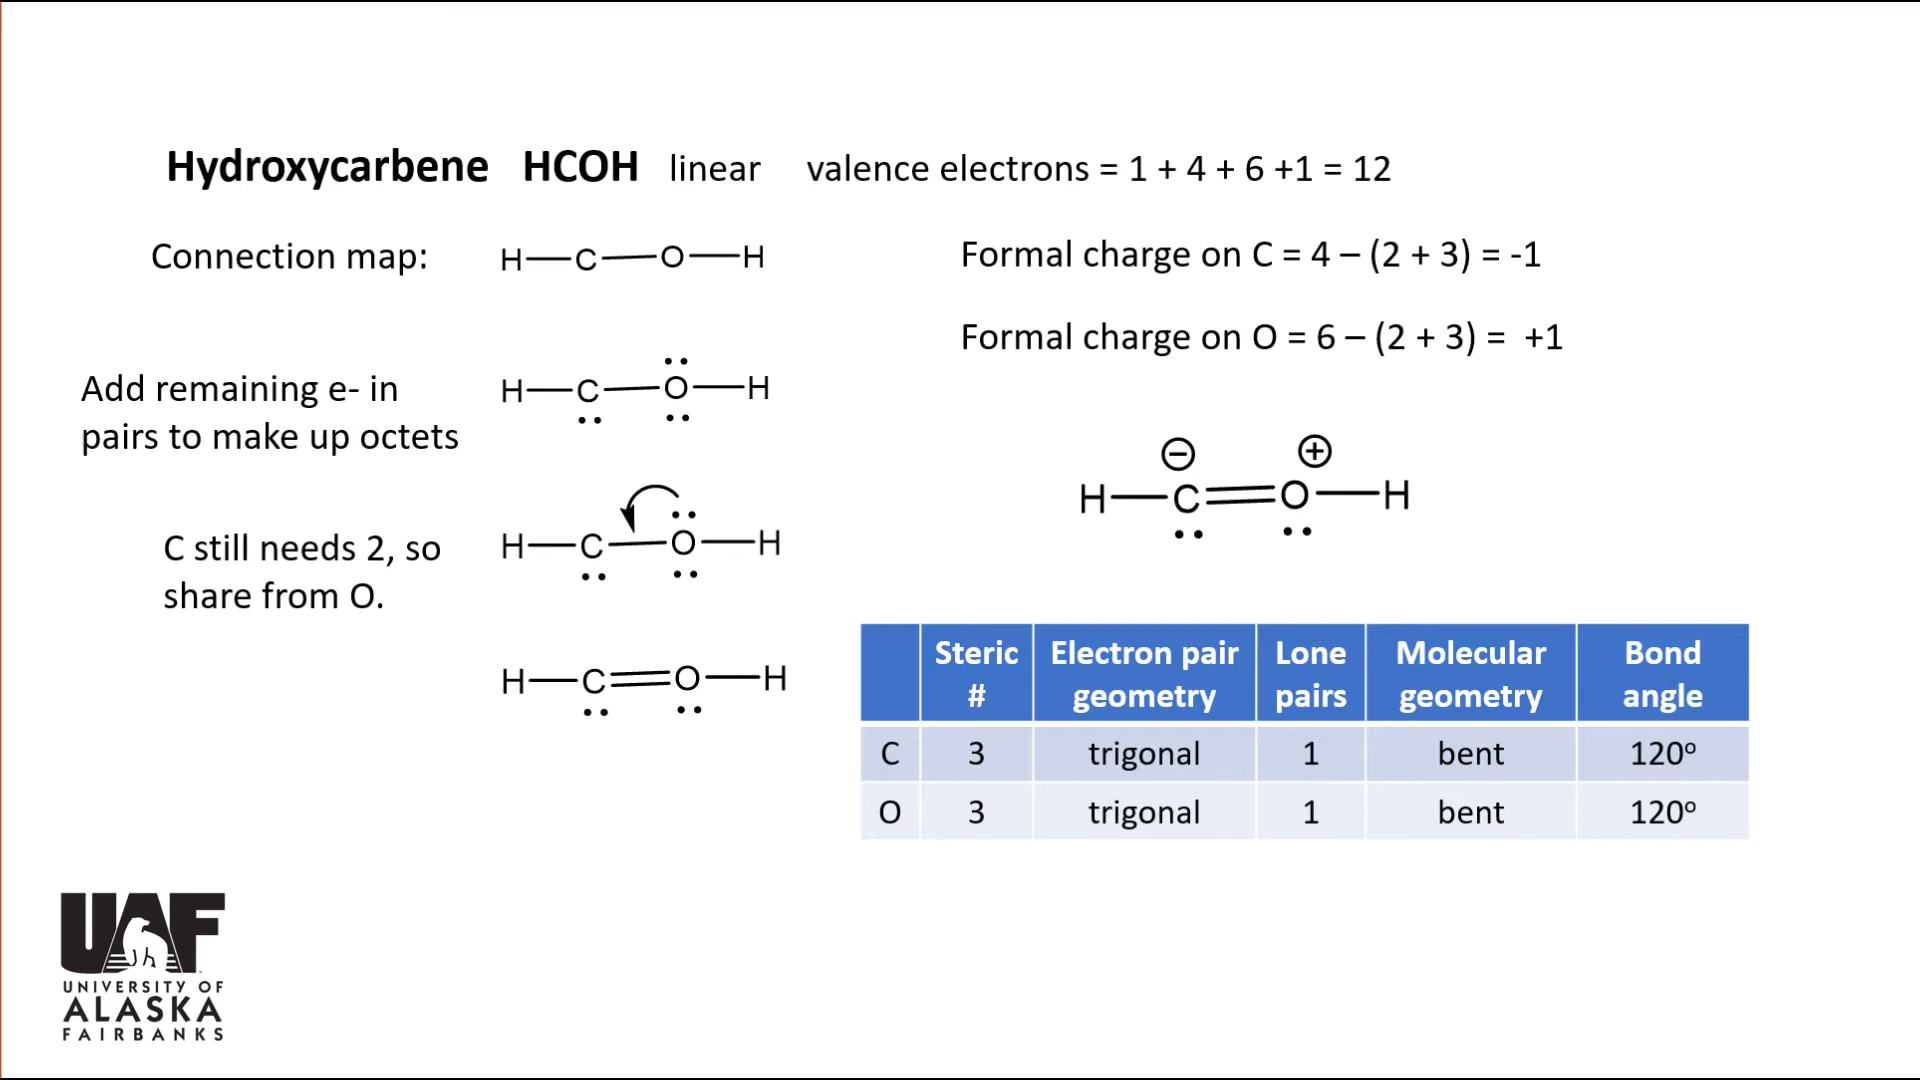 Hydroxycarbene HCOH linear valence electrons = 1 + 4 + 6 +1 = 12
Connection map:
H—C—O—H
Formal charge on C = 4 – (2 + 3) = -1
Formal charge on O = 6 – (2 + 3) = +1
Add remaining e- in
pairs to make up octets
H—C—O—H
H—C=O—H
C still needs 2, so
share from O.
H—C—O—H
H—C=O—H
Steric # Electron pair geometry Lone pairs Molecular geometry Bond angle
C 3 trigonal 1 bent 120º
O 3 trigonal 1 bent 120º
UAF
UNIVERSITY OF
ALASKA
FAIRBANKS